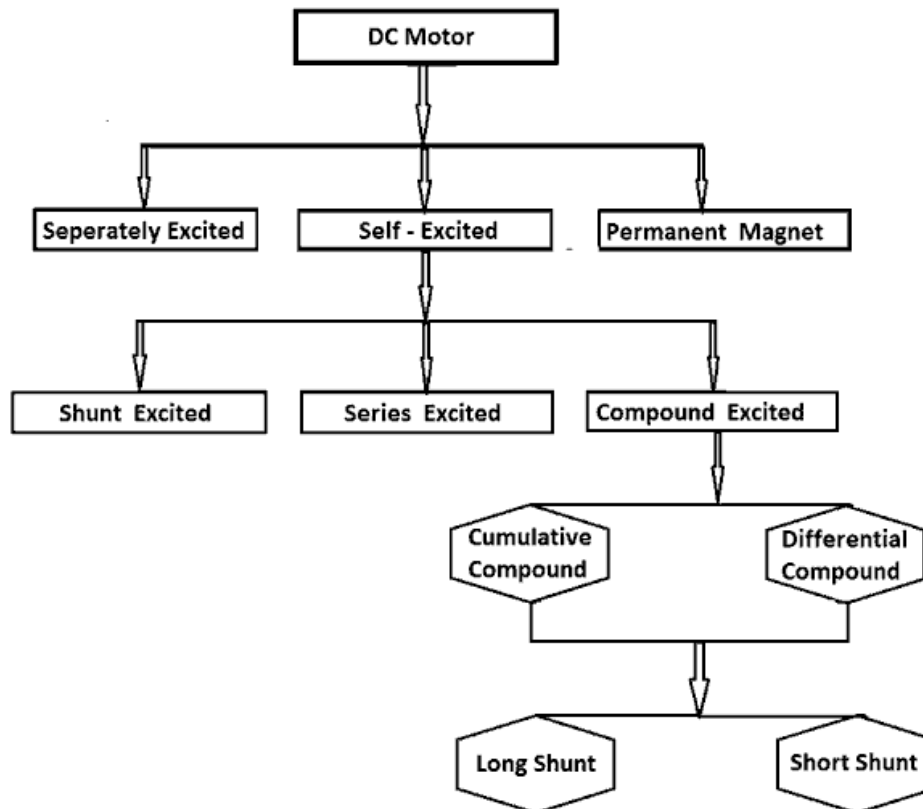 DC Motor
Seperately Excited
Self - Excited
Permanent Magnet
Shunt Excited
Series Excited
Compound Excited
Cumulative
Compound
Differential
Compound
Long Shunt
Short Shunt